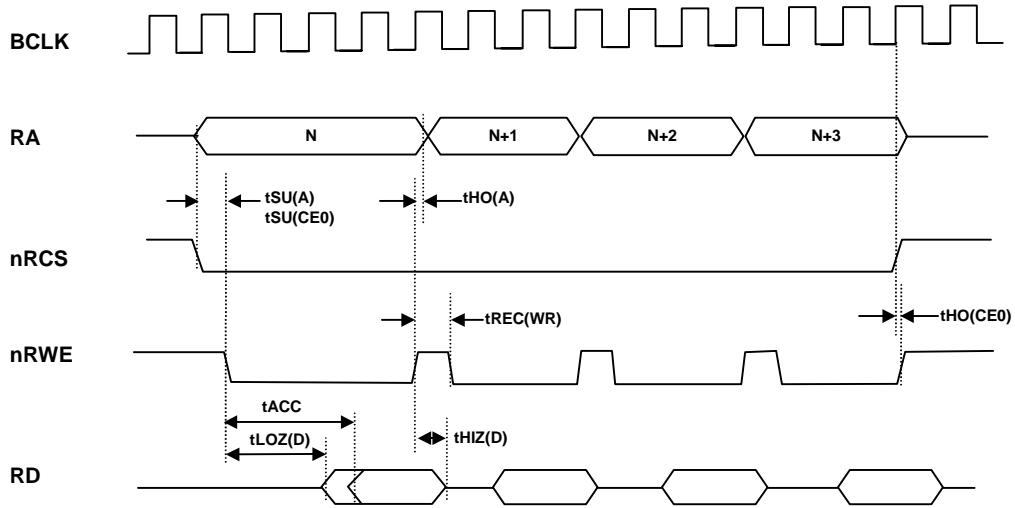 BCLK
RA
N
N+1
N+2
N+3
tSU(A)
tSU(CE0)
tHO(A)
nRCS
tREC(WR)
tHO(CE0)
nRWE
tACC
tLOZ(D)
tHIZ(D)
RD